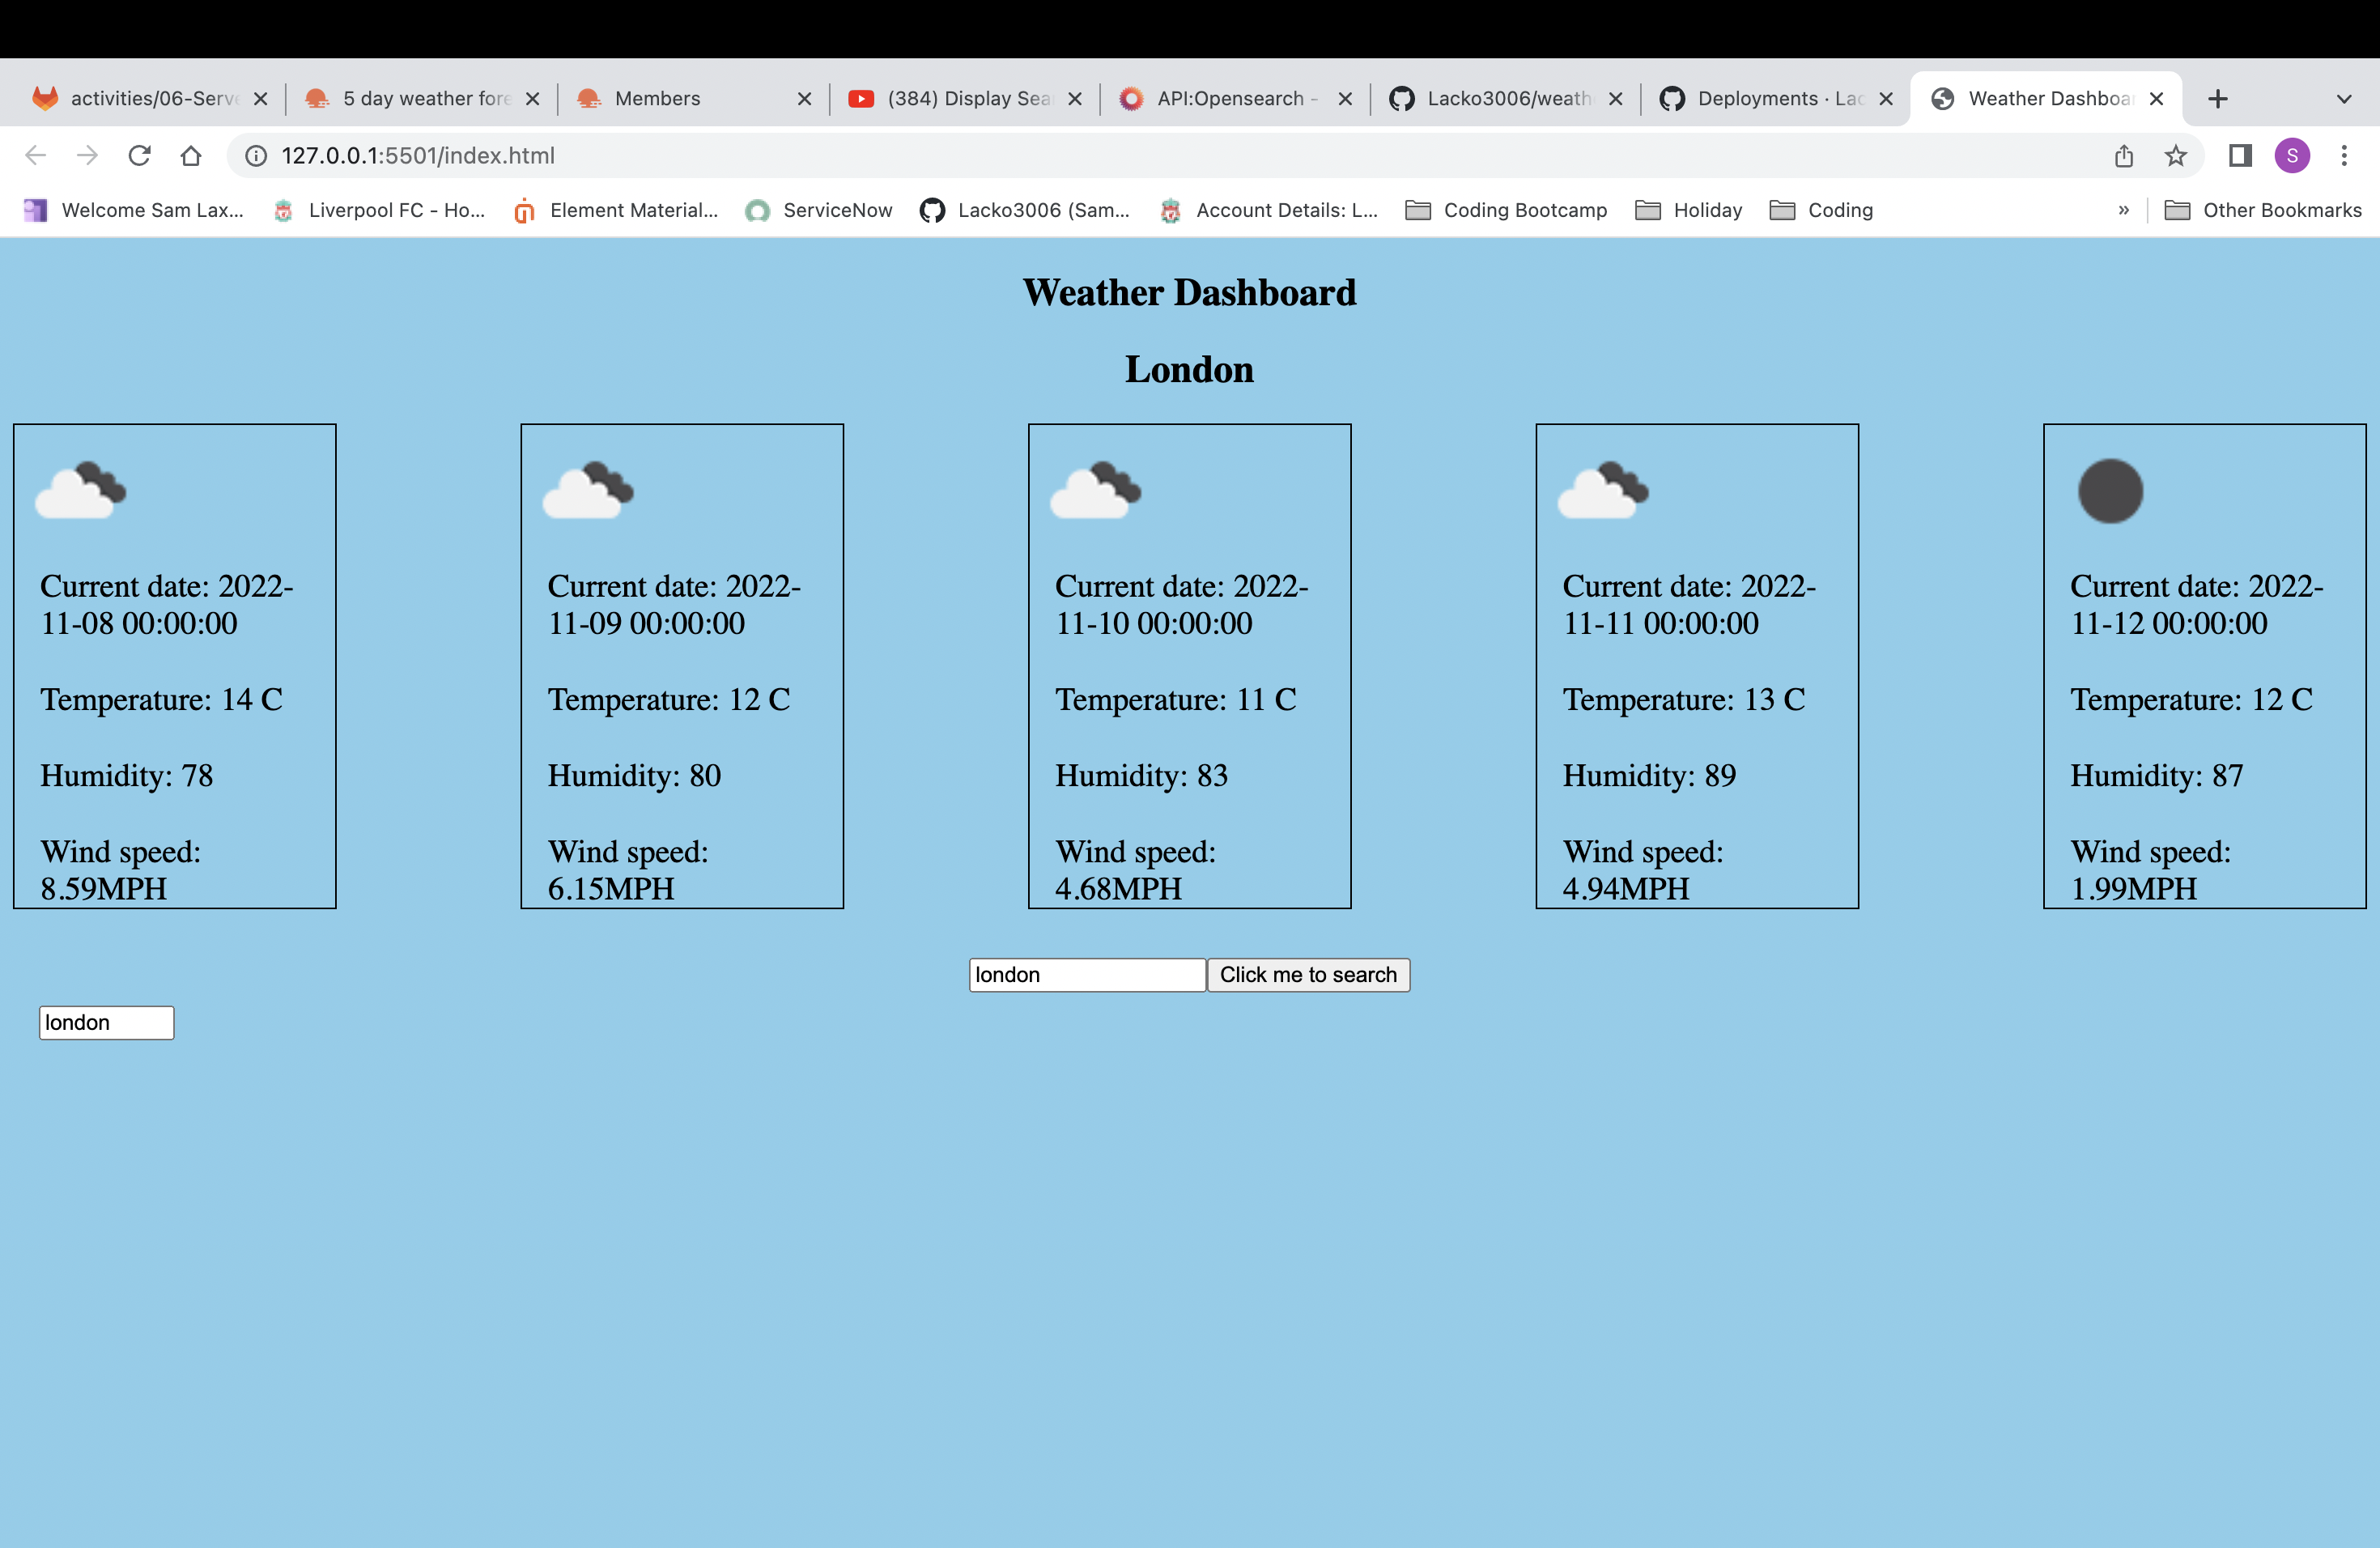 activities/06-Serve
5 day weather fore
Members
(384) Display Sear
API:Opensearch -
Lacko3006/weath
Deployments · Lac
Weather Dashboar
127.0.0.1:5501/index.html
S
Welcome Sam Lax...
Liverpool FC - Ho...
Element Material...
ServiceNow
Lacko3006 (Sam...
Account Details: L...
Coding Bootcamp
Holiday
Coding
»
Other Bookmarks
Weather Dashboard
London
Current date: 2022-
11-08 00:00:00
Temperature: 14 C
Humidity: 78
Wind speed:
8.59MPH
Current date: 2022-
11-09 00:00:00
Temperature: 12 C
Humidity: 80
Wind speed:
6.15MPH
Current date: 2022-
11-10 00:00:00
Temperature: 11 C
Humidity: 83
Wind speed:
4.68MPH
Current date: 2022-
11-11 00:00:00
Temperature: 13 C
Humidity: 89
Wind speed:
4.94MPH
Current date: 2022-
11-12 00:00:00
Temperature: 12 C
Humidity: 87
Wind speed:
1.99MPH
london
Click me to search
london